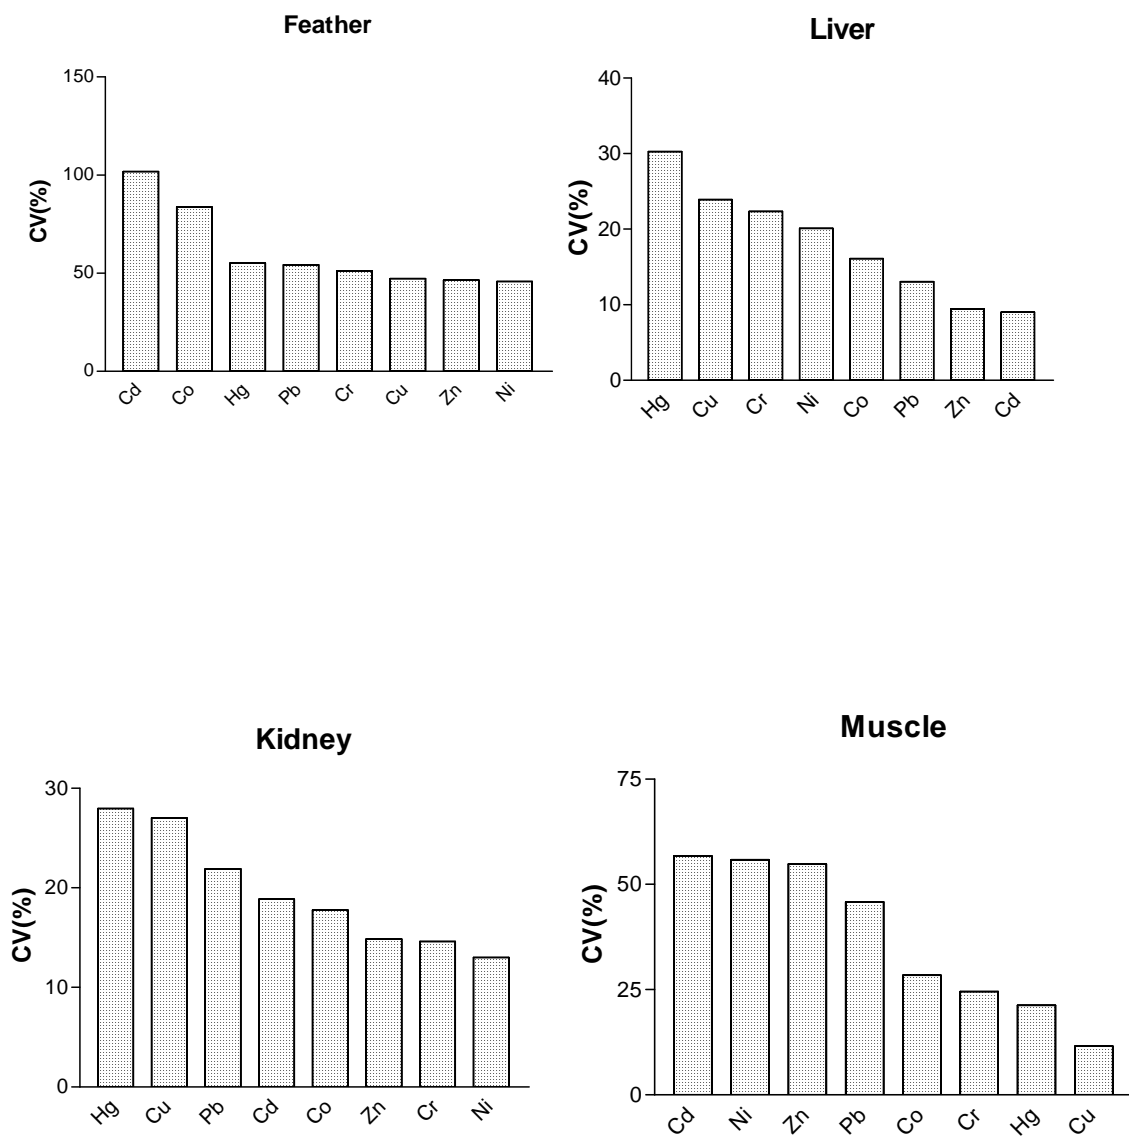 Feather
150
100
50
0
CV(%)
Cd Co Hg Pb Cr Cu Zn Ni
Liver
40
30
20
10
0
CV(%)
Hg Cu Cr Ni Co Pb Zn Cd
Kidney
30
20
10
0
CV(%)
Hg Cu Pb Cd Co Zn Cr Ni
Muscle
75
50
25
0
CV(%)
Cd Ni Zn Pb Co Cr Hg Cu